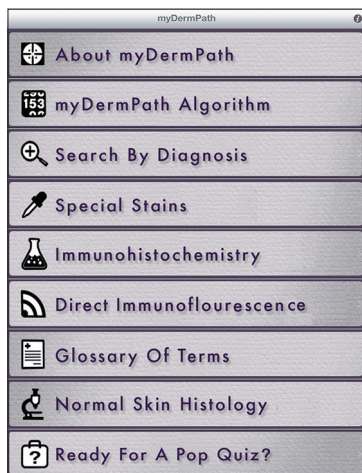 myDermPath
About myDermPath
153
myDermPath Algorithm
Search By Diagnosis
Special Stains
Immunohistochemistry
Direct Immunoflourescence
Glossary Of Terms
Normal Skin Histology
?
Ready For A Pop Quiz?